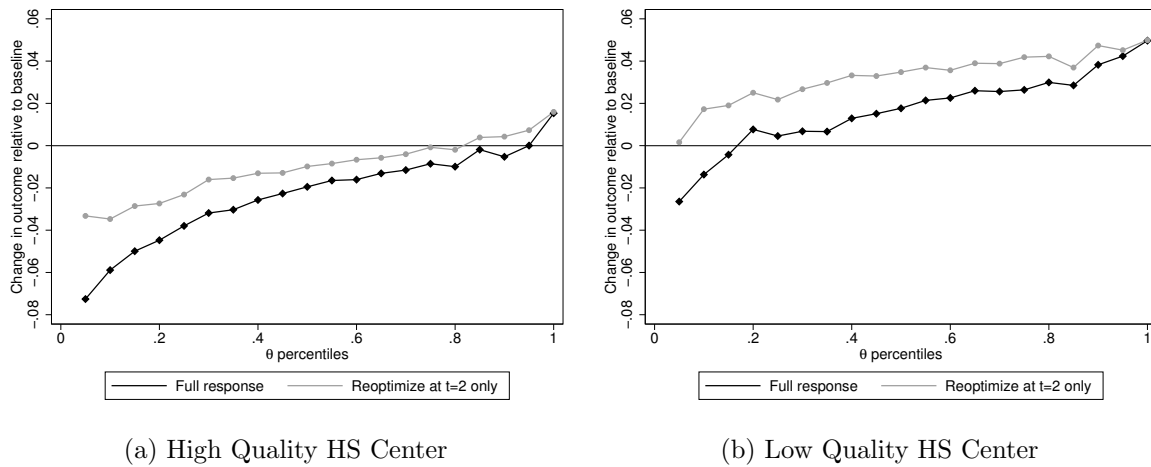 Change in outcome relative to baseline
.06
.04
.02
0
-.02
-.04
-.06
-.08
0 .2 .4 .6 .8 1
θ percentiles
Full response Reoptimize at t=2 only
(a) High Quality HS Center
Change in outcome relative to baseline
.06
.04
.02
0
-.02
-.04
-.06
-.08
0 .2 .4 .6 .8 1
θ percentiles
Full response Reoptimize at t=2 only
(b) Low Quality HS Center